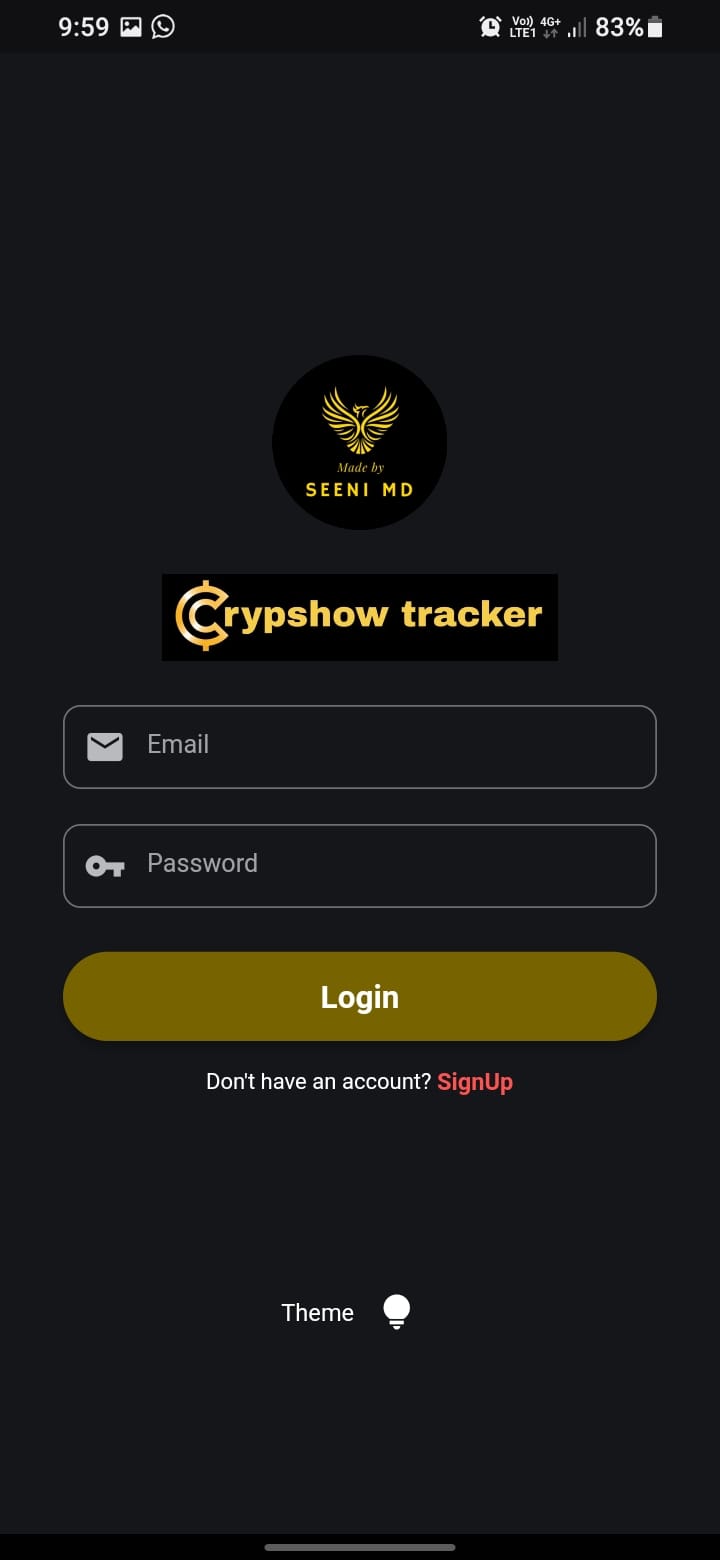 9:59 Vo)) LTE1 4G+ 83%
Made by
SEENI MD
Crypshow tracker
Email
Password
Login
Don't have an account? SignUp
Theme